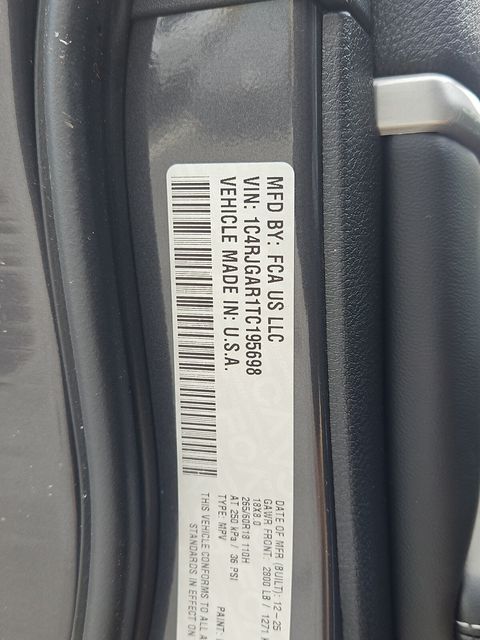 MFD BY: FCA US LLC
VIN: 1C4RJGAR1TC195698
VEHICLE MADE IN: U.S.A.
DATE OF MFR (BUILT): 12-25
GAWR FRONT: 2800 LB / 1271
18X8.0
265/60R18 110H
AT 250 kPa / 36 PSI
TYPE: MPV PAINT:
THIS VEHICLE CONFORMS TO ALL A
STANDARDS IN EFFECT ON